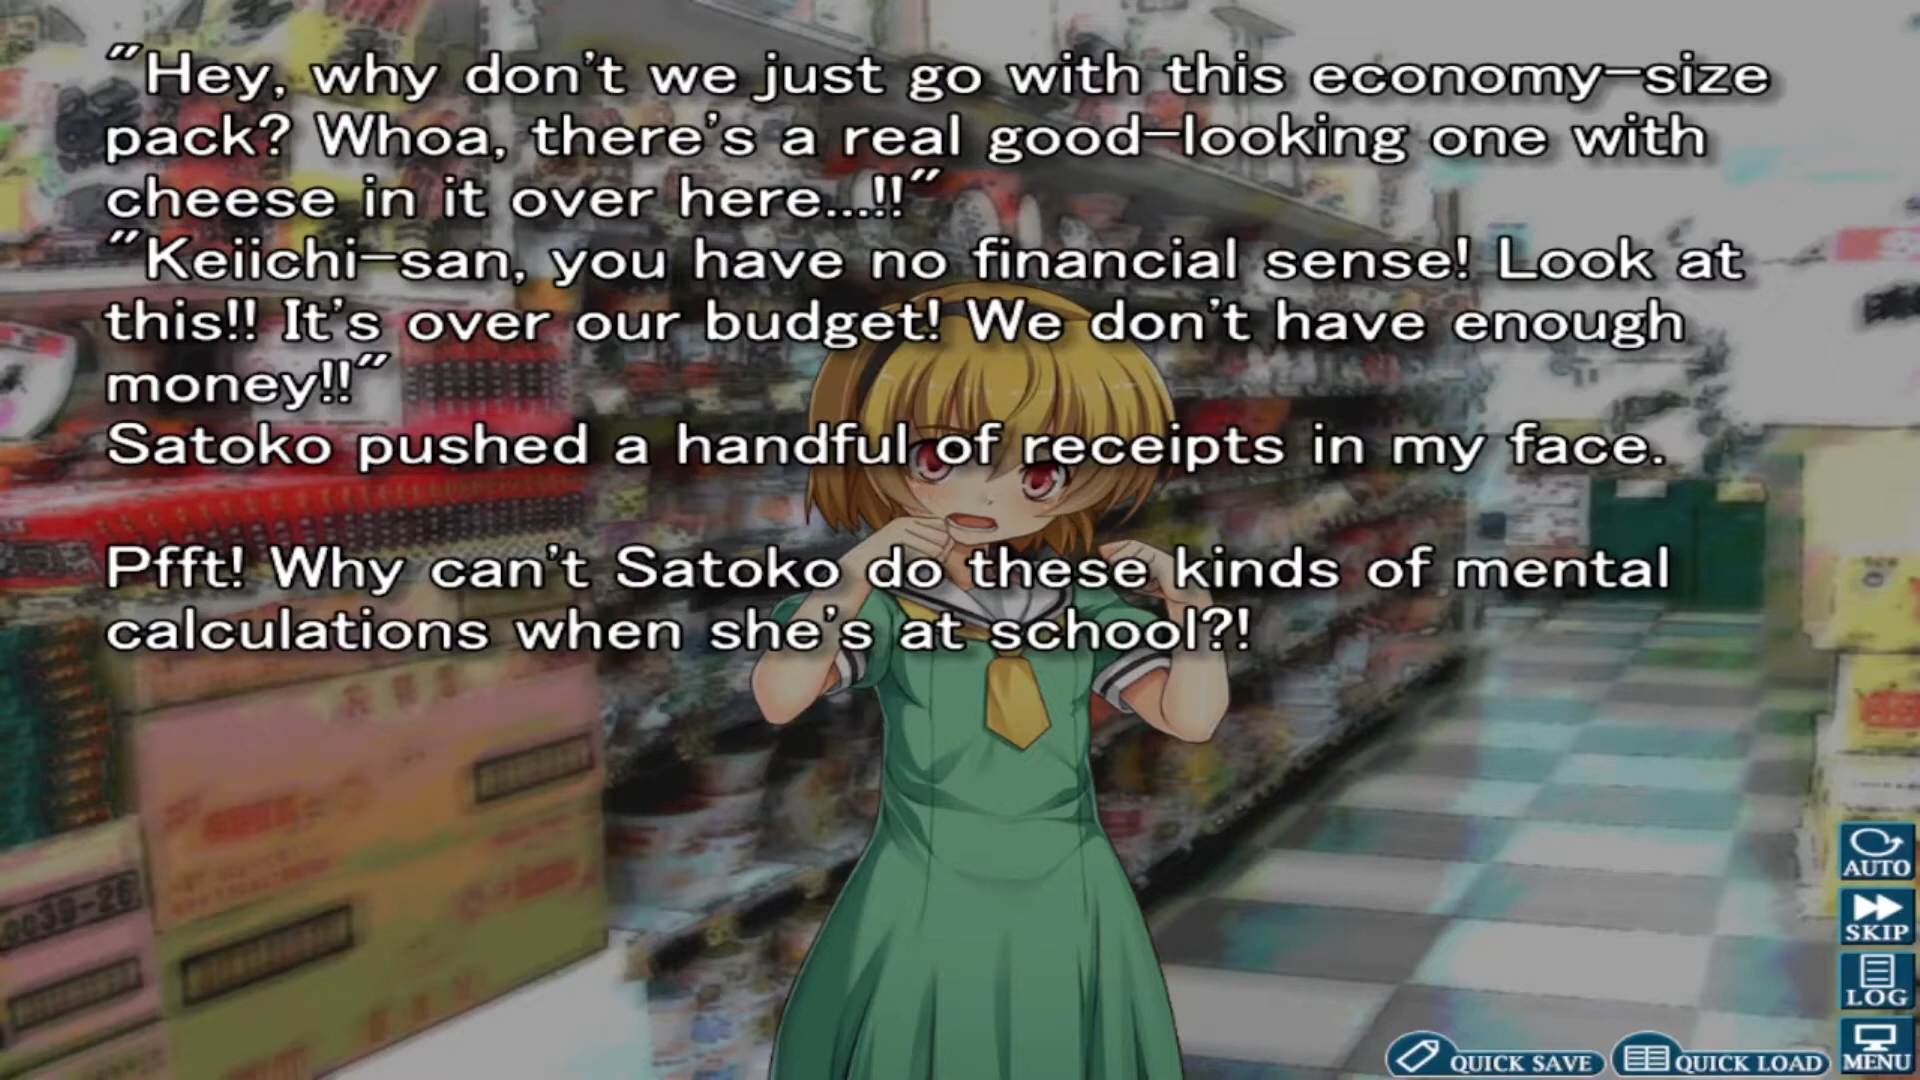 "Hey, why don't we just go with this economy-size
pack? Whoa, there's a real good-looking one with
cheese in it over here...!!"
"Keiichi-san, you have no financial sense! Look at
this!! It's over our budget! We don't have enough
money!!"
Satoko pushed a handful of receipts in my face.
Pfft! Why can't Satoko do these kinds of mental
calculations when she's at school?!
AUTO
SKIP
LOG
MENU
QUICK SAVE
QUICK LOAD